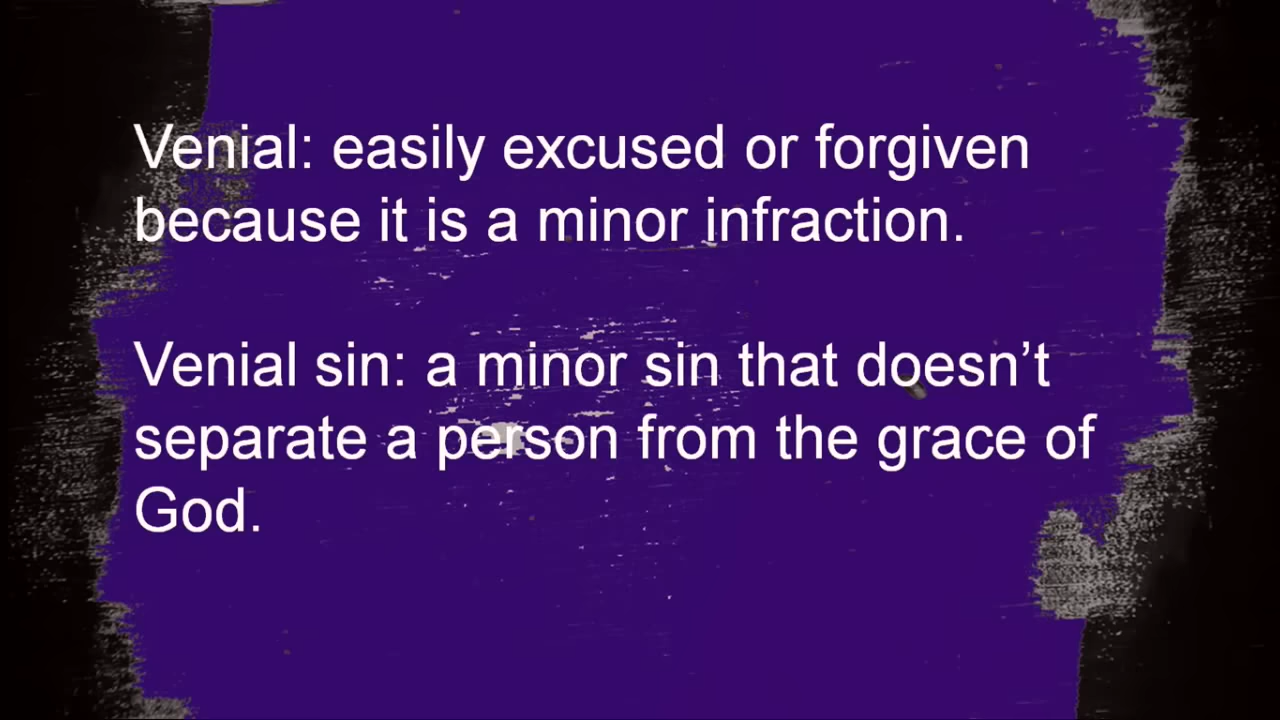 Venial: easily excused or forgiven
because it is a minor infraction.
Venial sin: a minor sin that doesn’t
separate a person from the grace of
God.